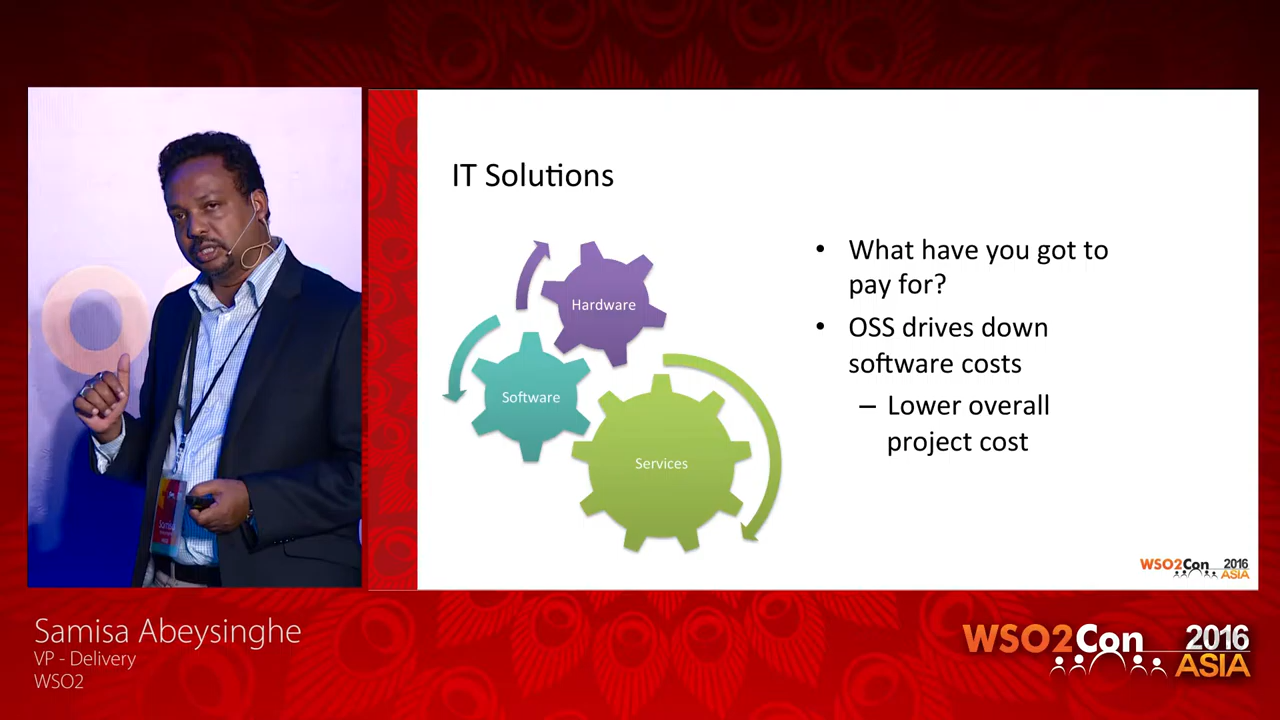 IT Solutions
Hardware
Software
Services
• What have you got to
pay for?
• OSS drives down
software costs
– Lower overall
project cost
WSO2Con 2016
ASIA
Samisa Abeysinghe
VP - Delivery
WSO2
WSO2Con 2016
ASIA